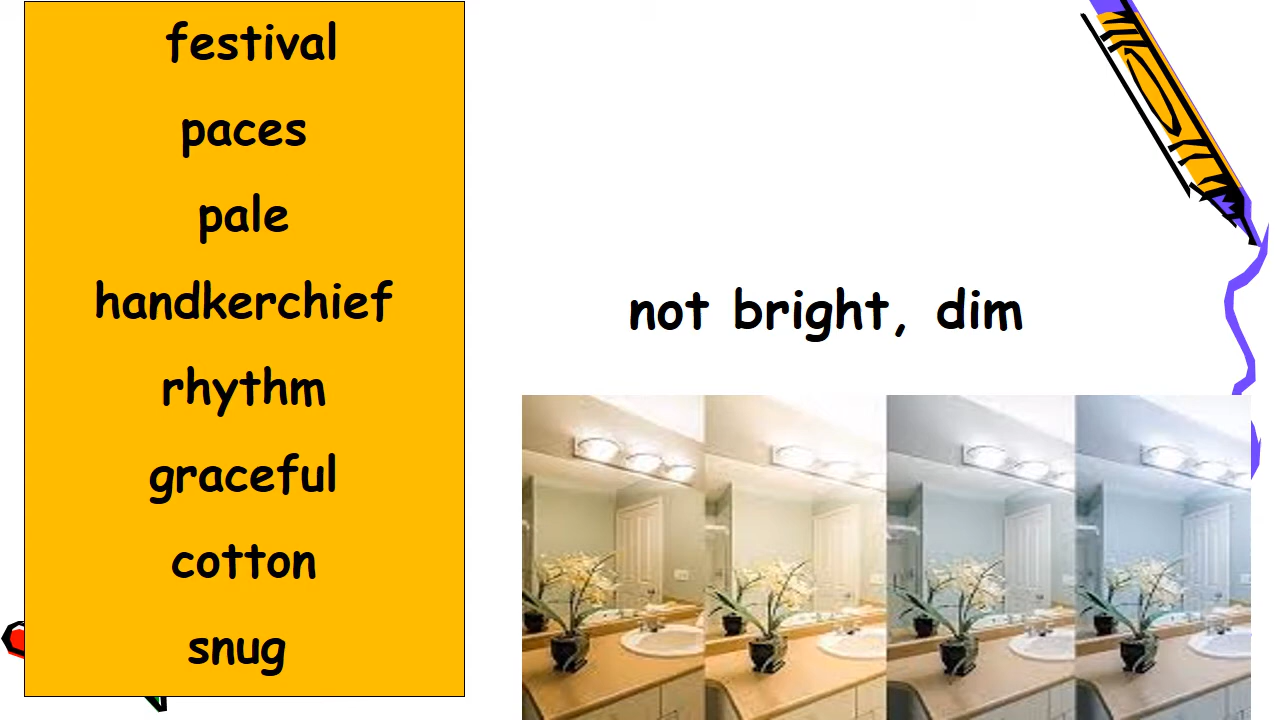 festival
paces
pale
handkerchief
rhythm
graceful
cotton
snug
not bright, dim